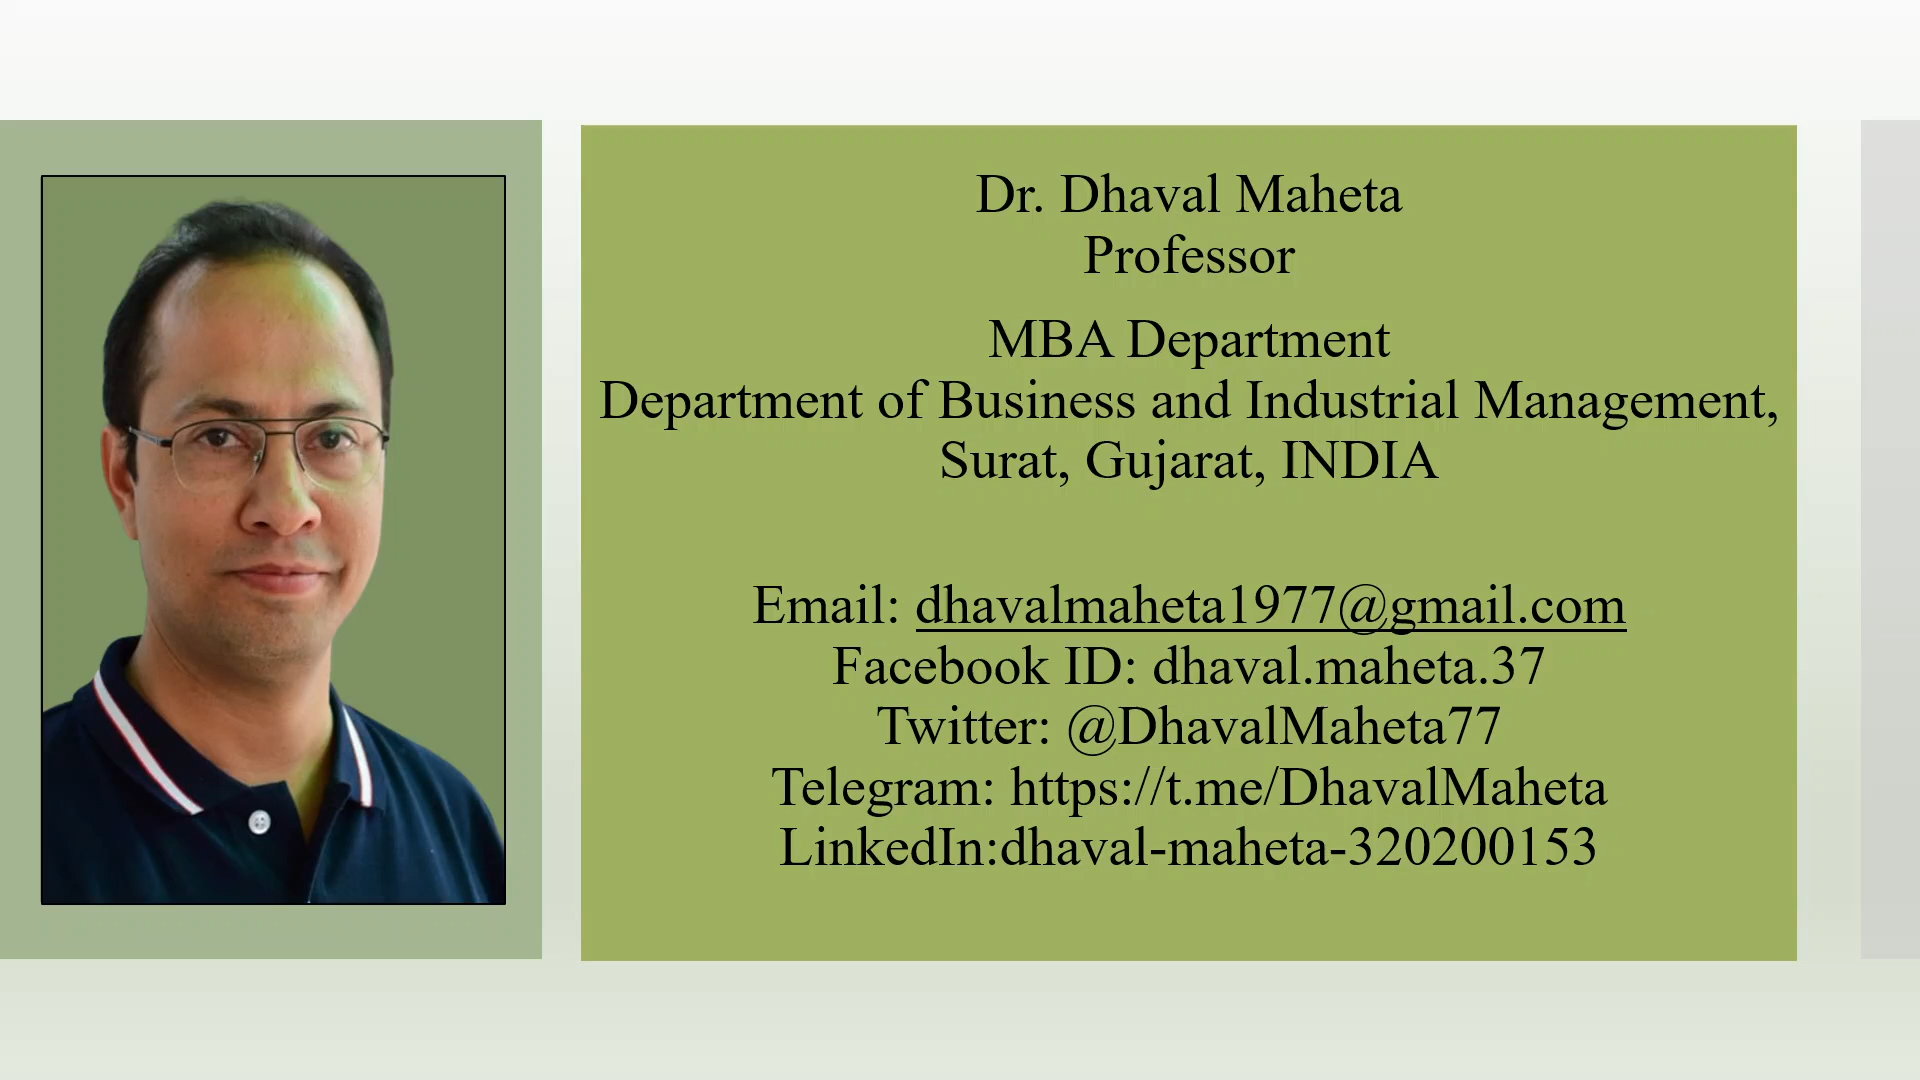 Dr. Dhaval Maheta
Professor
MBA Department
Department of Business and Industrial Management,
Surat, Gujarat, INDIA
Email: dhavalmaheta1977@gmail.com
Facebook ID: dhaval.maheta.37
Twitter: @DhavalMaheta77
Telegram: https://t.me/DhavalMaheta
LinkedIn:dhaval-maheta-320200153